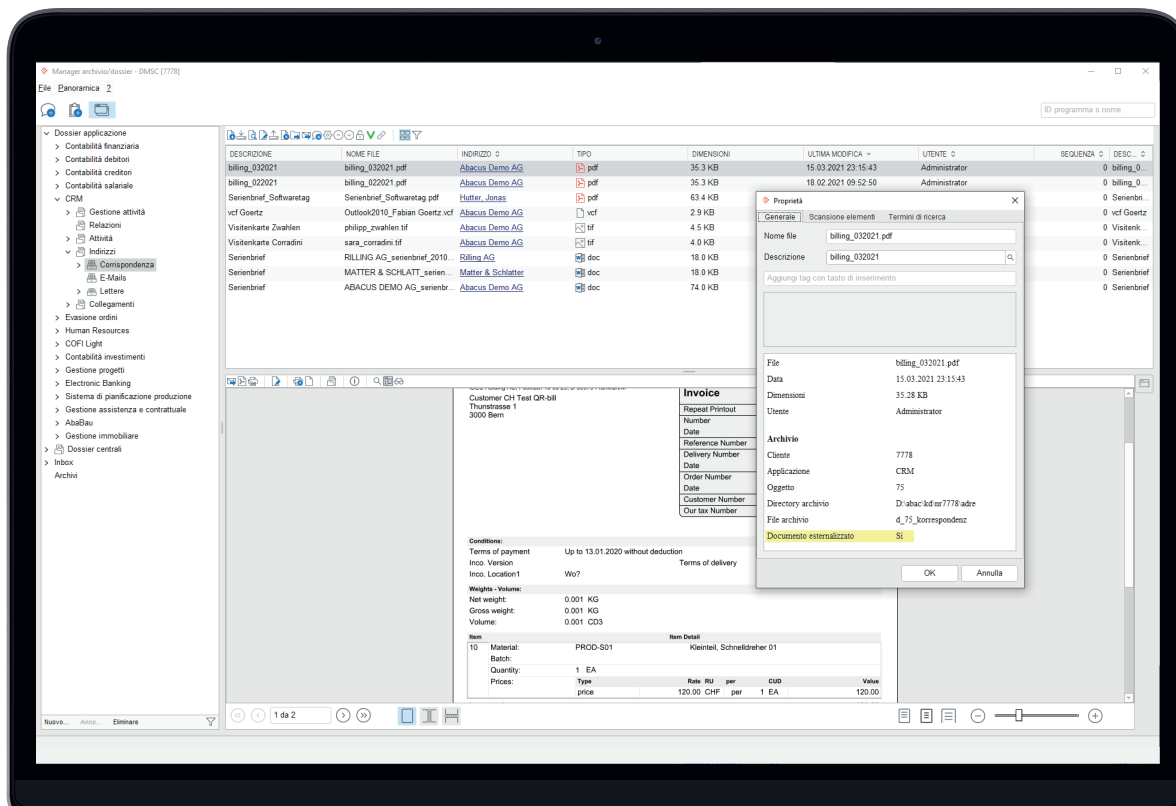 Manager archivio/dossier - DMSC [7778]
File Panoramica ?
ID programma o nome
Dossier applicazione
Contabilità finanziaria
Contabilità debitori
Contabilità creditori
Contabilità salariale
CRM
Gestione attività
Relazioni
Attività
Indirizzi
Corrispondenza
E-Mails
Lettere
Collegamenti
Evasione ordini
Human Resources
COFI Light
Contabilità investimenti
Gestione progetti
Electronic Banking
Sistema di pianificazione produzione
Gestione assistenza e contrattuale
AbaBau
Gestione immobiliare
Dossier centrali
Inbox
Archivi
Nuovo... Anno... Eliminare
DESCRIZIONE NOME FILE INDIRIZZO TIPO DIMENSIONI ULTIMA MODIFICA UTENTE SEQUENZA DESC...
billing_032021 billing_032021.pdf Abacus Demo AG pdf 35.3 KB 15.03.2021 23:15:43 Administrator 0 billing_0...
billing_022021 billing_022021.pdf Abacus Demo AG pdf 35.3 KB 18.02.2021 09:52:50 Administrator 0 billing_0...
Serienbrief_Softwaretag Serienbrief_Softwaretag.pdf Hutter, Jonas pdf 63.4 KB 0 Serienbri...
vcf Goertz Outlook2010_Fabian Goertz.vcf Abacus Demo AG vcf 2.9 KB 0 vcf Goertz
Visitenkarte Zwahlen philipp_zwahlen.tif Abacus Demo AG tif 4.5 KB 0 Visitenk...
Visitenkarte Corradini sara_corradini.tif Abacus Demo AG tif 4.0 KB 0 Visitenk...
Serienbrief RILLING AG_serienbrief_2010... Rilling AG doc 18.0 KB 0 Serienbrief
Serienbrief MATTER & SCHLATT_serien... Matter & Schlatter doc 18.0 KB 0 Serienbrief
Serienbrief ABACUS DEMO AG_serienbr... Abacus Demo AG doc 74.0 KB 0 Serienbrief
Customer CH Test QR-bill
Thunstrasse 1
3000 Bern
Invoice
Repeat Printout
Number
Date
Reference Number
Delivery Number
Date
Order Number
Date
Customer Number
Our tax Number
Conditions:
Terms of payment Up to 13.01.2020 without deduction
Inco. Version Terms of delivery
Inco. Location1 Wo?
Weights - Volume:
Net weight: 0.001 KG
Gross weight: 0.001 KG
Volume: 0.001 CD3
Item Item Detail
10 Material: PROD-S01 Kleinteil, Schnelldreher 01
Batch:
Quantity: 1 EA
Prices: Type Rate RU per CUD Value
price 120.00 CHF per 1 EA 120.00
1 da 2
Proprietà
Generale Scansione elementi Termini di ricerca
Nome file billing_032021.pdf
Descrizione billing_032021
Aggiungi tag con tasto di inserimento
File billing_032021.pdf
Data 15.03.2021 23:15:43
Dimensioni 35.28 KB
Utente Administrator
Archivio
Cliente 7778
Applicazione CRM
Oggetto 75
Directory archivio D:\abac\kd\nr7778\adre
File archivio d_75_korrespondenz
Documento esternalizzato Sì
OK Annulla